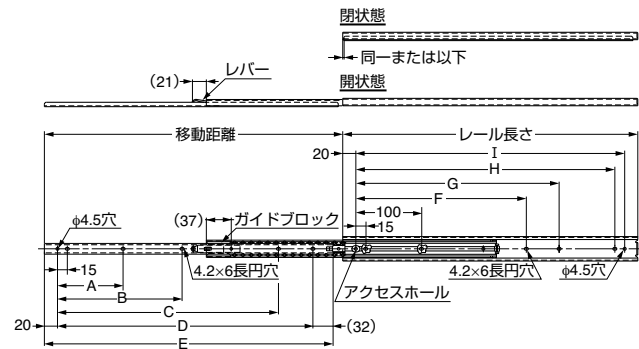 閉状態
同一または以下
レバー
(21)
開状態
移動距離
レール長さ
20
I
H
G
F
100
15
(37)
ガイドブロック
φ4.5穴
15
4.2×6長円穴
4.2×6長円穴
φ4.5穴
アクセスホール
A
B
C
D
(32)
20
E